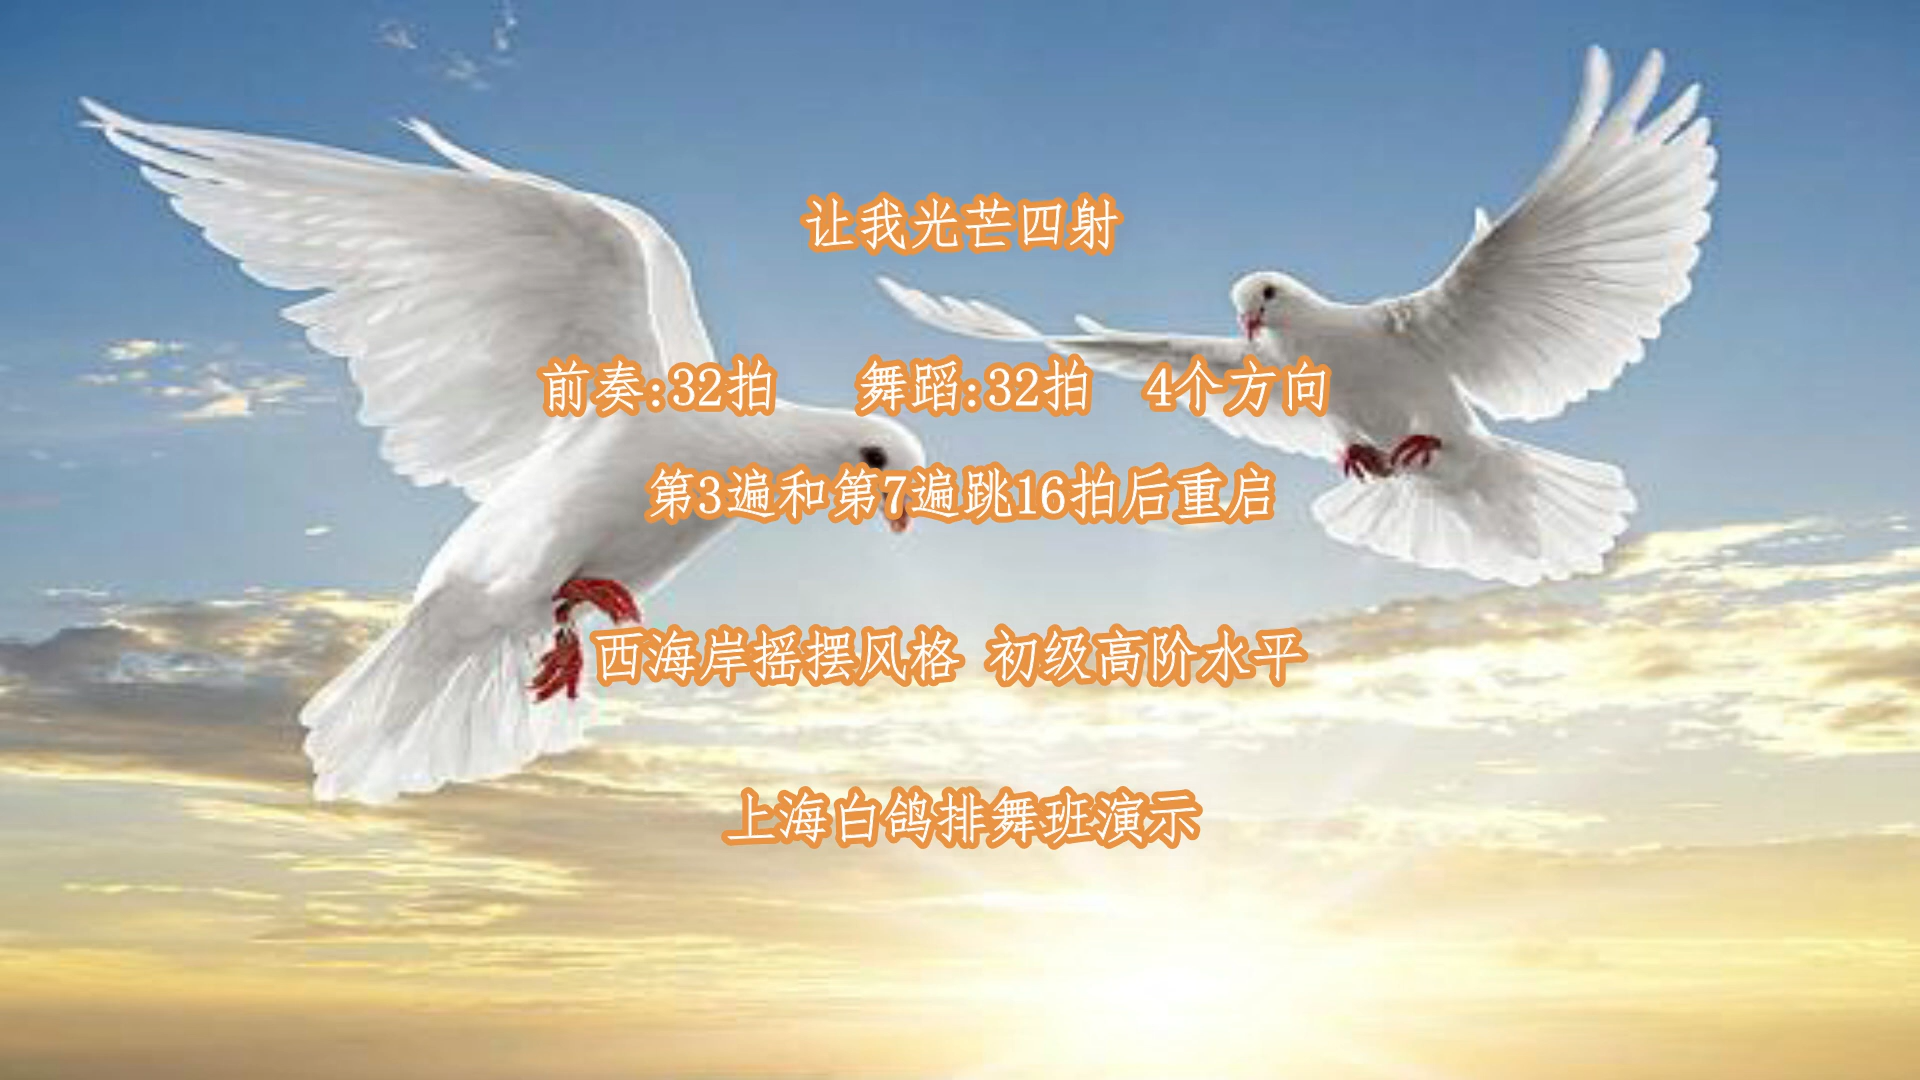 让我光芒四射
前奏:32拍 舞蹈:32拍 4个方向
第3遍和第7遍跳16拍后重启
西海岸摇摆风格 初级高阶水平
上海白鸽排舞班演示